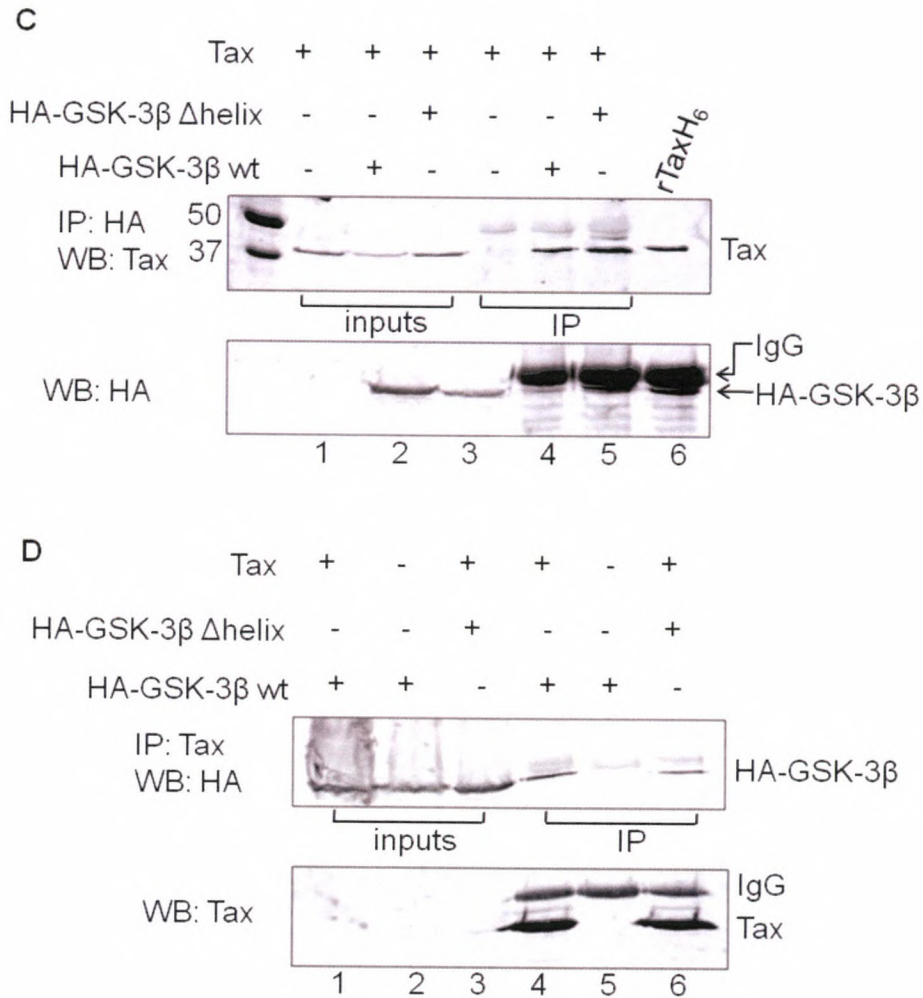 C
Tax + + + + + +
HA-GSK-3β Δhelix - - + - - +
HA-GSK-3β wt - + - - + - rTaxH₆
IP: HA 50
WB: Tax 37 Tax
inputs IP
IgG
WB: HA HA-GSK-3β
1 2 3 4 5 6
D
Tax + - + + - +
HA-GSK-3β Δhelix - - + - - +
HA-GSK-3β wt + + - + + -
IP: Tax
WB: HA HA-GSK-3β
inputs IP
IgG
WB: Tax Tax
1 2 3 4 5 6